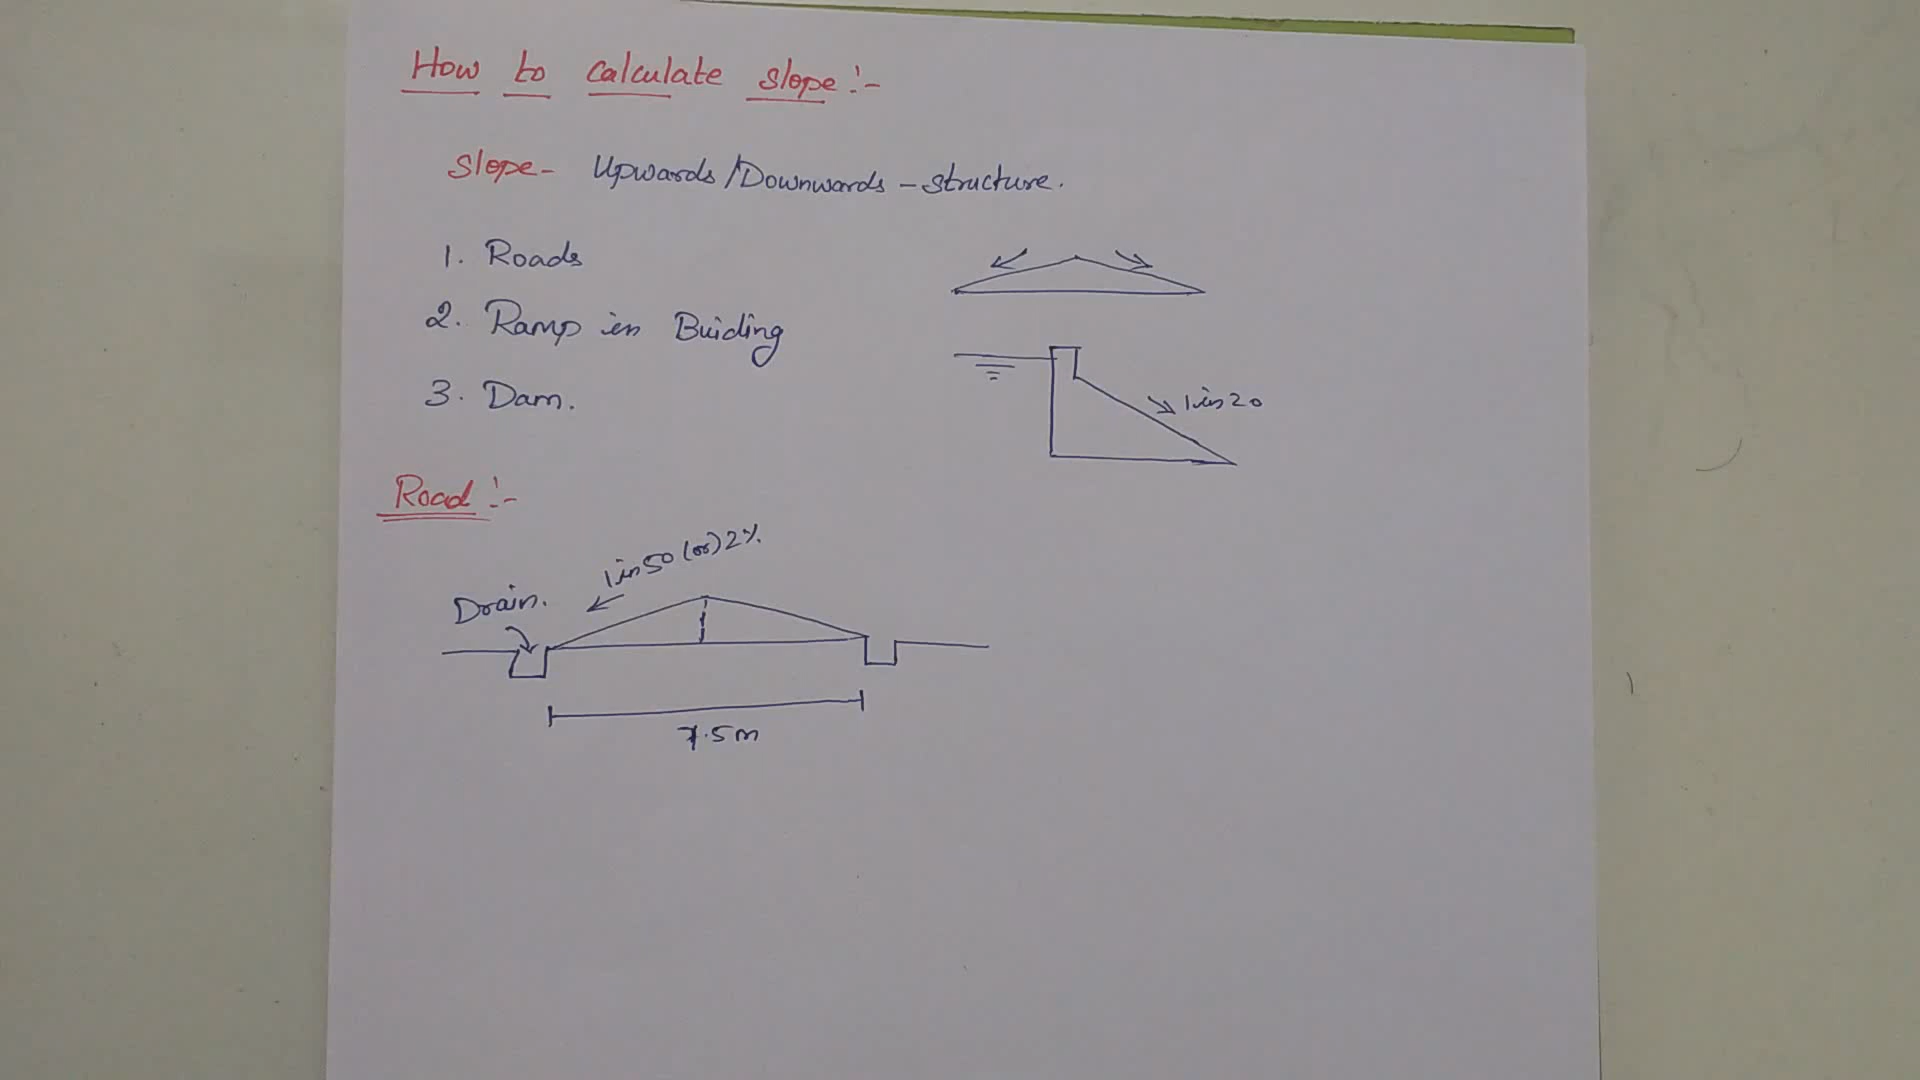 How to calculate slope:-
Slope- Upwards/Downwards - structure.
1. Roads
2. Ramp in Buiding
3. Dam.
1 in 20
Road:-
1 in 50 (or) 2%.
Drain.
7.5m